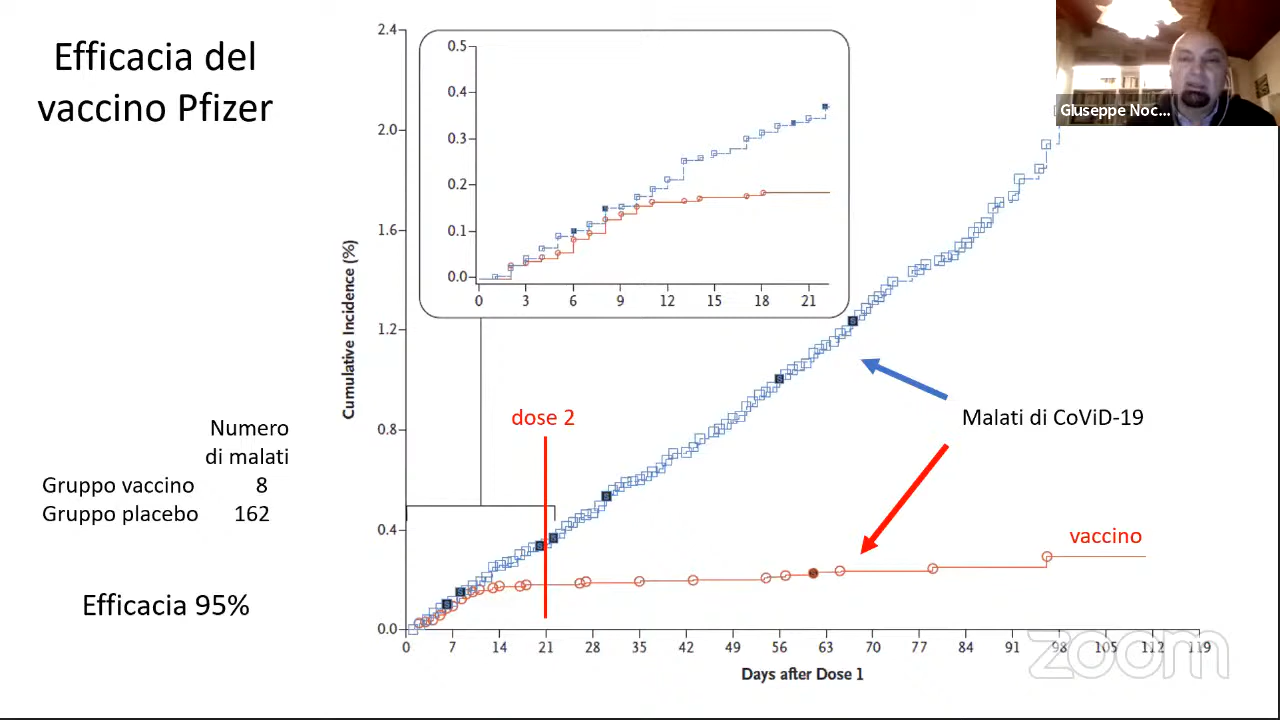 Efficacia del
vaccino Pfizer
Giuseppe Noc...
2.4
2.0
1.6
1.2
0.8
0.4
0.0
Cumulative Incidence (%)
0.5
0.4
0.3
0.2
0.1
0.0
0 3 6 9 12 15 18 21
dose 2
Malati di CoViD-19
vaccino
Numero
di malati
Gruppo vaccino 8
Gruppo placebo 162
Efficacia 95%
0 7 14 21 28 35 42 49 56 63 70 77 84 91 98 105 112 119
Days after Dose 1
zoom